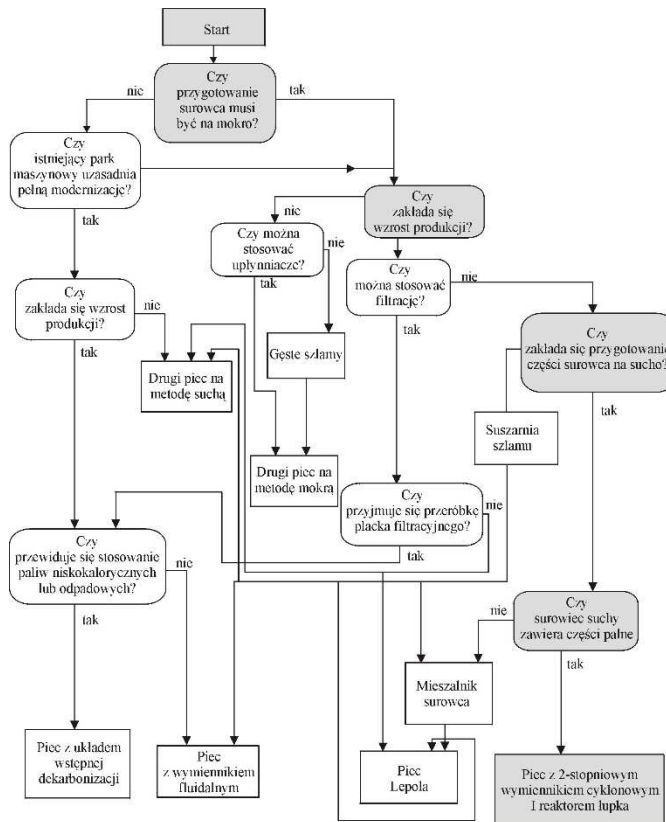 Start
Czy
przygotowanie
surowca musi
być na mokro?
nie
tak
Czy
istniejący park
maszynowy uzasadnia
pełną modernizację?
tak
Czy
zakłada się
wzrost produkcji?
nie
tak
Czy można
stosować
upłynniacze?
nie
tak
Czy
można stosować
filtrację?
nie
tak
Czy
zakłada się wzrost
produkcji?
nie
tak
Drugi piec na
metodę suchą
Gęste szlamy
Czy
zakłada się przygotowanie
części surowca na sucho?
tak
Suszarnia
szlamu
Drugi piec na
metodę mokrą
Czy
przyjmuje się przeróbkę
placka filtracyjnego?
nie
tak
Czy
przewiduje się stosowanie
paliw niskokalorycznych
lub odpadowych?
nie
tak
Czy
surowiec suchy
zawiera części palne
nie
tak
Mieszalnik
surowca
Piec z układem
wstępnej
dekarbonizacji
Piec
z wymiennikiem
fluidalnym
Piec
Lepola
Piec z 2-stopniowym
wymiennikiem cyklonowym
I reaktorem łupka